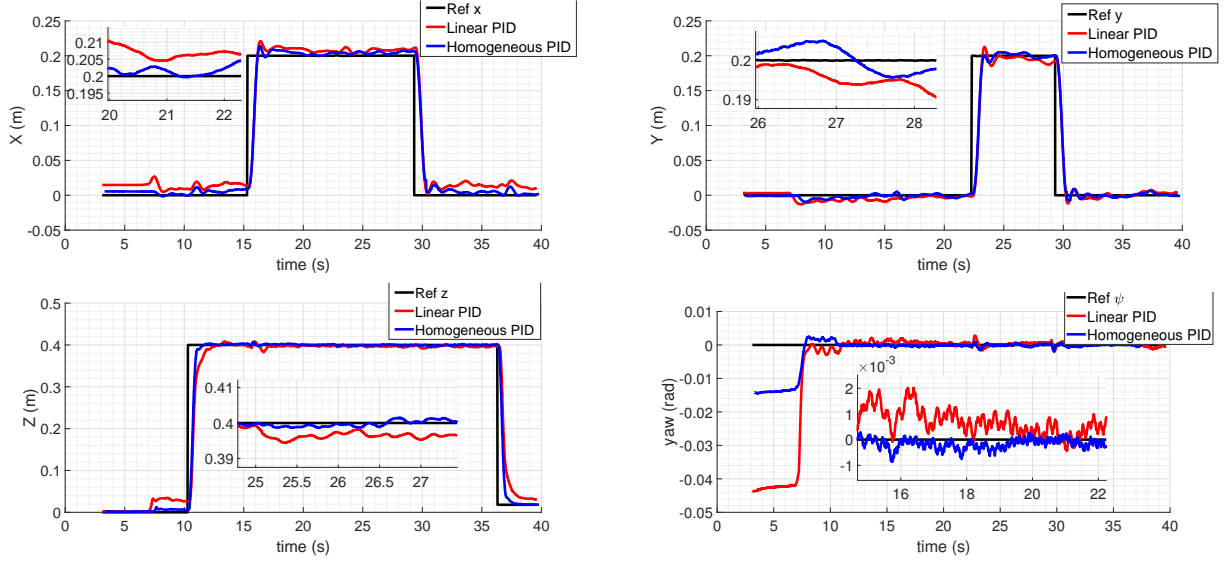 0.25
0.2
0.15
0.1
0.05
0
-0.05
X (m)
0 5 10 15 20 25 30 35 40
time (s)
Ref x
Linear PID
Homogeneous PID
0.21
0.205
0.2
0.195
20 21 22
0.25
0.2
0.15
0.1
0.05
0
-0.05
Y (m)
0 5 10 15 20 25 30 35 40
time (s)
Ref y
Linear PID
Homogeneous PID
0.2
0.19
26 27 28
0.5
0.4
0.3
0.2
0.1
0
Z (m)
0 5 10 15 20 25 30 35 40
time (s)
Ref z
Linear PID
Homogeneous PID
0.41
0.4
0.39
25 25.5 26 26.5 27
0.01
0
-0.01
-0.02
-0.03
-0.04
-0.05
yaw (rad)
0 5 10 15 20 25 30 35 40
time (s)
Ref ψ
Linear PID
Homogeneous PID
×10⁻³
2
1
0
-1
16 18 20 22